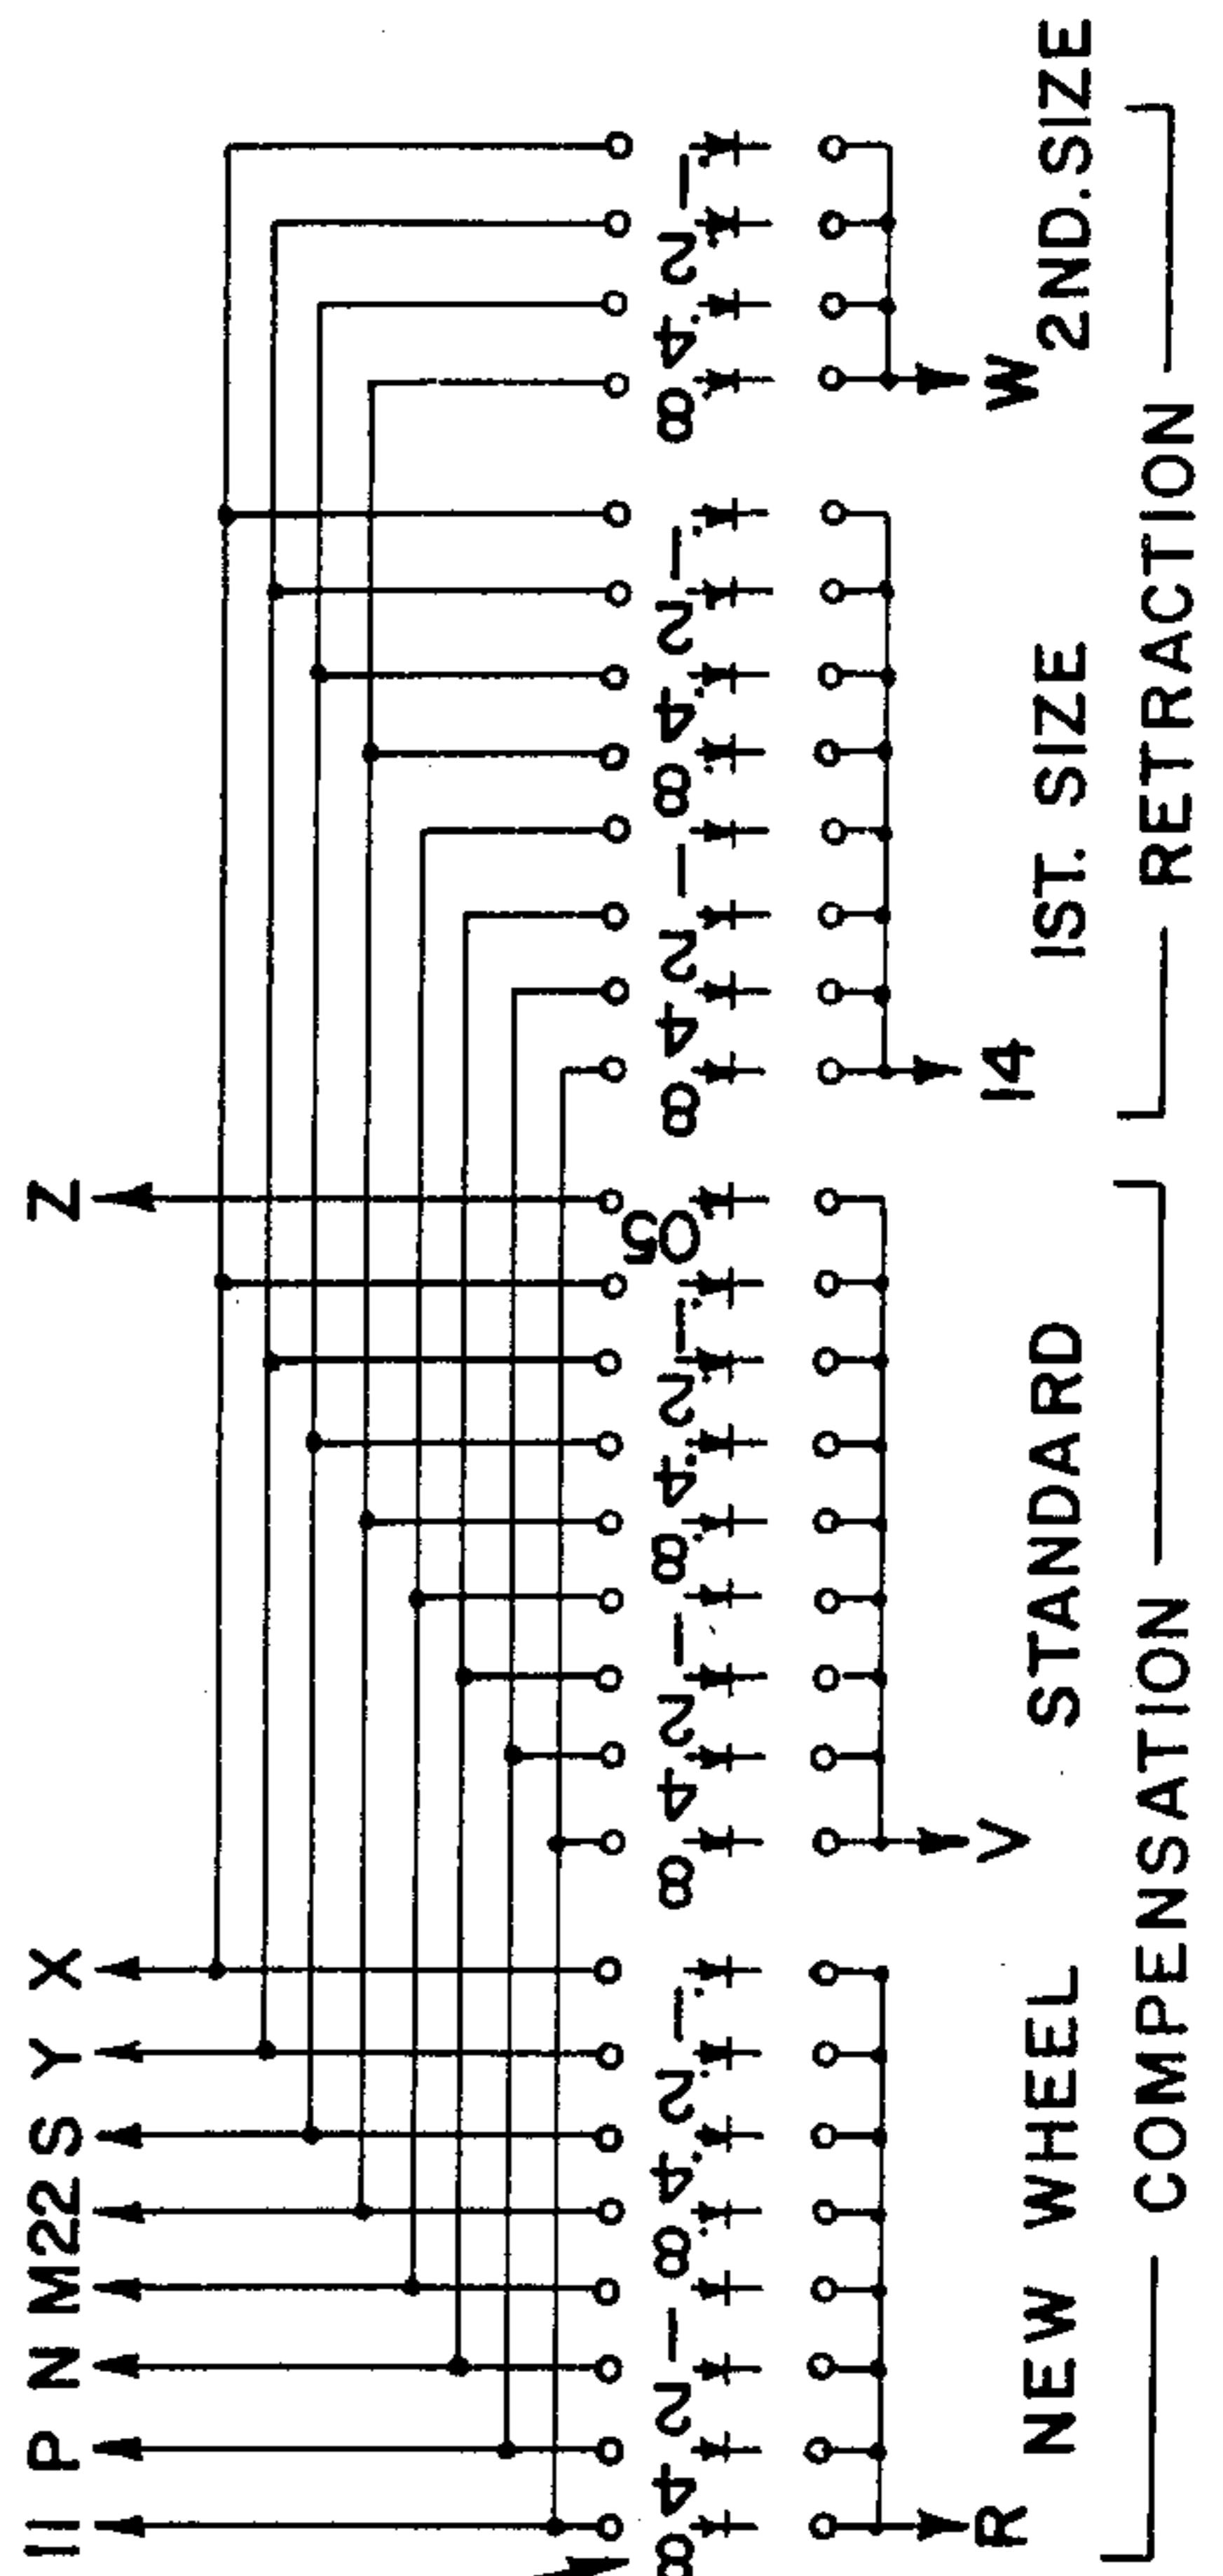 11 P N M 22 S Y X Z
8 4 2 1 .8 .4 .2 .1 8 4 2 1 .8 .4 .2 .1 .05 8 4 2 1 .8 .4 .2 .1 .8 .4 .2 .1
R V 14 W
NEW WHEEL STANDARD 1ST. SIZE 2ND. SIZE
COMPENSATION RETRACTION